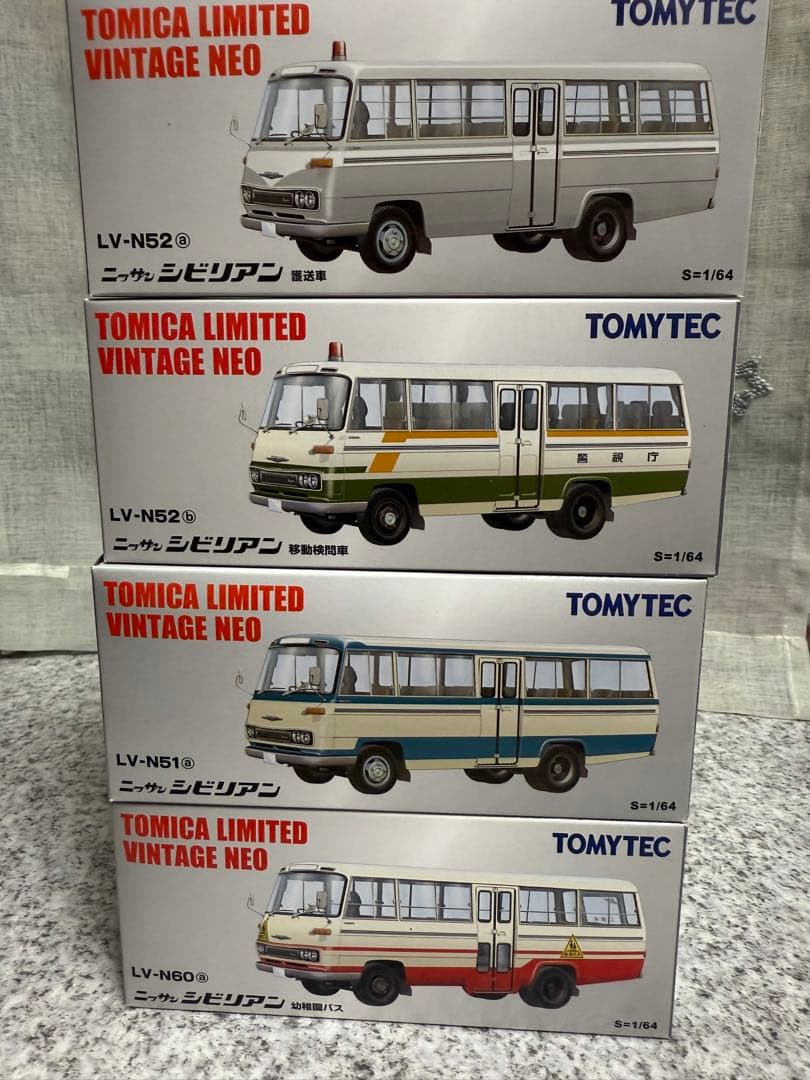 TOMICA LIMITED
VINTAGE NEO
TOMYTEC
LV-N52ⓐ
ニッサン シビリアン 護送車
S=1/64
TOMICA LIMITED
VINTAGE NEO
TOMYTEC
警視庁
LV-N52ⓑ
ニッサン シビリアン 移動検問車
S=1/64
TOMICA LIMITED
VINTAGE NEO
TOMYTEC
LV-N51ⓐ
ニッサン シビリアン
S=1/64
TOMICA LIMITED
VINTAGE NEO
TOMYTEC
LV-N60ⓐ
ニッサン シビリアン 幼稚園バス
S=1/64